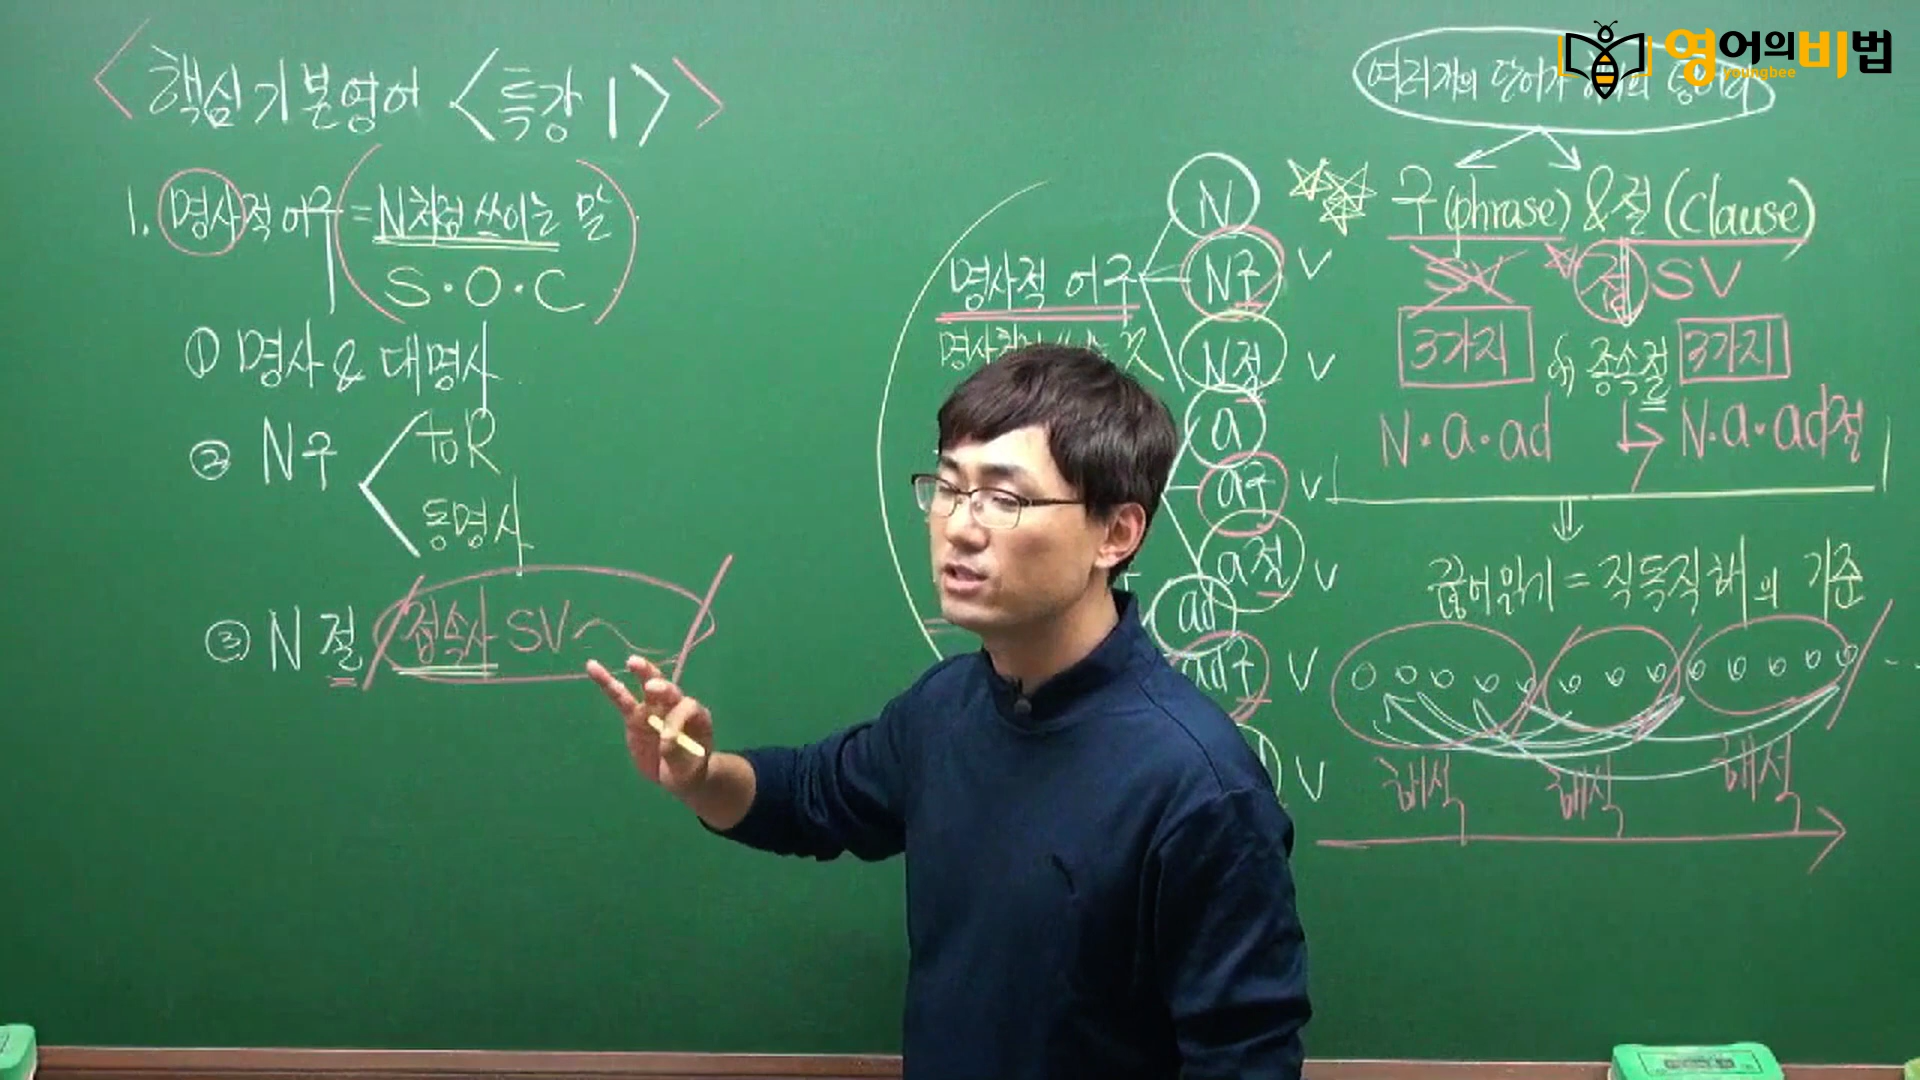 <핵심기본영어 <특강 1>>
1. 명사적 어구 = N처럼 쓰이는 말
S·O·C
① 명사 & 대명사
② N구 < to R
동명사
③ N절 / 접속사 SV~ /
명사적 어구
N
N구 V
N절 V
a
a구 V
a절 V
ad
ad구 V
V
영어의비법
youngbee
여러개의 단어가
구(phrase) & 절(clause)
SV 접 SV
3가지 종속절 3가지
N·a·ad → N·a·ad절
끊어읽기 = 직독직해의 기준
해석 해석 해석